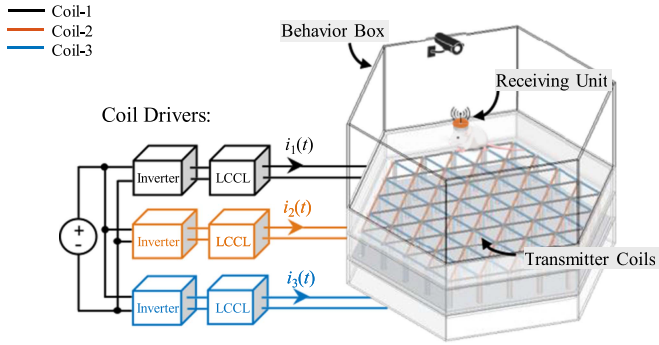 Coil-1
Coil-2
Coil-3
Behavior Box
Receiving Unit
Coil Drivers:
i1(t)
Inverter
LCCL
i2(t)
Inverter
LCCL
i3(t)
Inverter
LCCL
+
-
Transmitter Coils